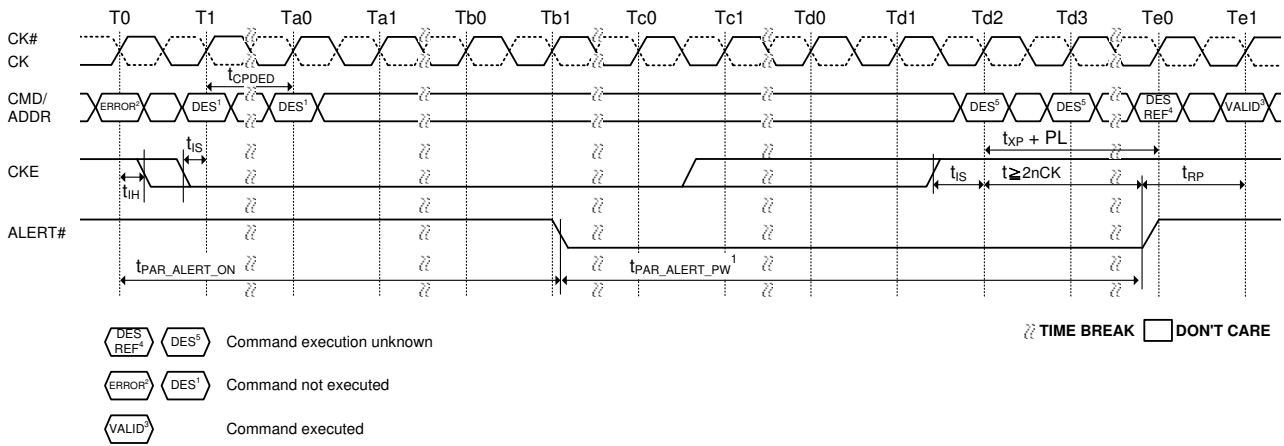 T0 T1 Ta0 Ta1 Tb0 Tb1 Tc0 Tc1 Td0 Td1 Td2 Td3 Te0 Te1
CK#
CK
tCPDED
CMD/
ADDR
ERROR² DES¹ DES¹ DES⁵ DES⁵ DES REF⁴ VALID³
tIS
tXP + PL
CKE
tIH
tIS t≧2nCK tRP
ALERT#
tPAR_ALERT_ON tPAR_ALERT_PW¹
DES REF⁴ DES⁵ Command execution unknown
TIME BREAK DON'T CARE
ERROR² DES¹ Command not executed
VALID³ Command executed